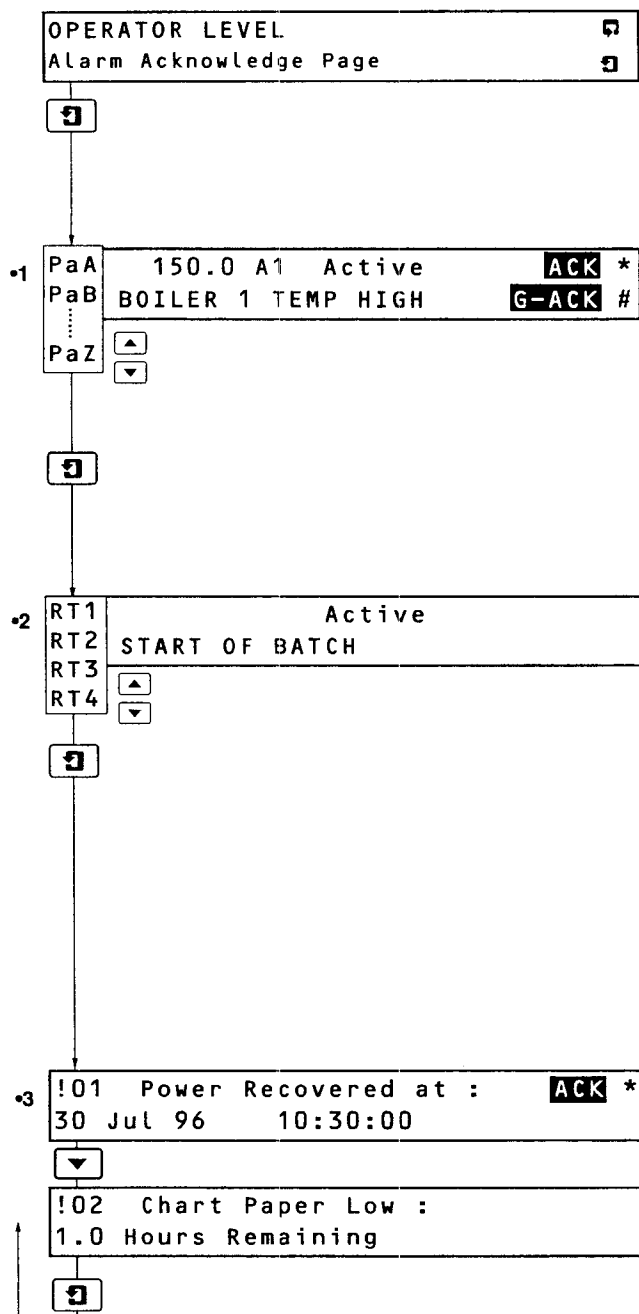 OPERATOR LEVEL
Alarm Acknowledge Page
•1
PaA 150.0 A1 Active ACK *
PaB BOILER 1 TEMP HIGH G-ACK #
PaZ
•2
RT1 Active
RT2 START OF BATCH
RT3
RT4
•3
!01 Power Recovered at : ACK *
30 Jul 96 10:30:00
!02 Chart Paper Low :
1.0 Hours Remaining